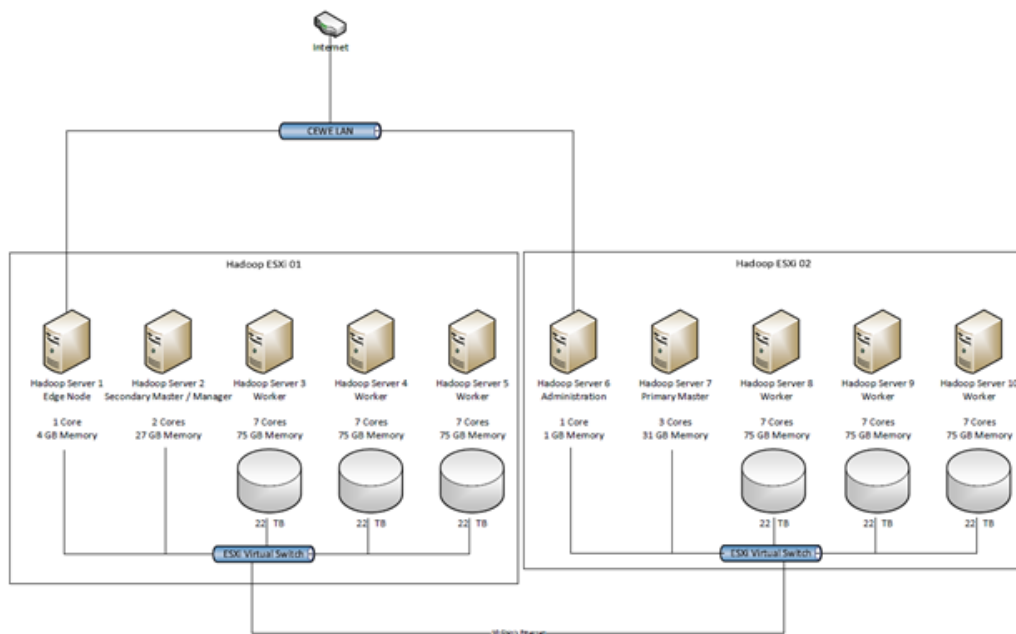 Internet
CEWE LAN
Hadoop ESXi 01
Hadoop Server 1
Edge Node
1 Core
4 GB Memory
Hadoop Server 2
Secondary Master / Manager
2 Cores
27 GB Memory
Hadoop Server 3
Worker
7 Cores
75 GB Memory
22 TB
Hadoop Server 4
Worker
7 Cores
75 GB Memory
22 TB
Hadoop Server 5
Worker
7 Cores
75 GB Memory
22 TB
ESXi Virtual Switch
Hadoop ESXi 02
Hadoop Server 6
Administration
1 Core
1 GB Memory
Hadoop Server 7
Primary Master
3 Cores
31 GB Memory
Hadoop Server 8
Worker
7 Cores
75 GB Memory
22 TB
Hadoop Server 9
Worker
7 Cores
75 GB Memory
22 TB
Hadoop Server 10
Worker
7 Cores
75 GB Memory
22 TB
ESXi Virtual Switch